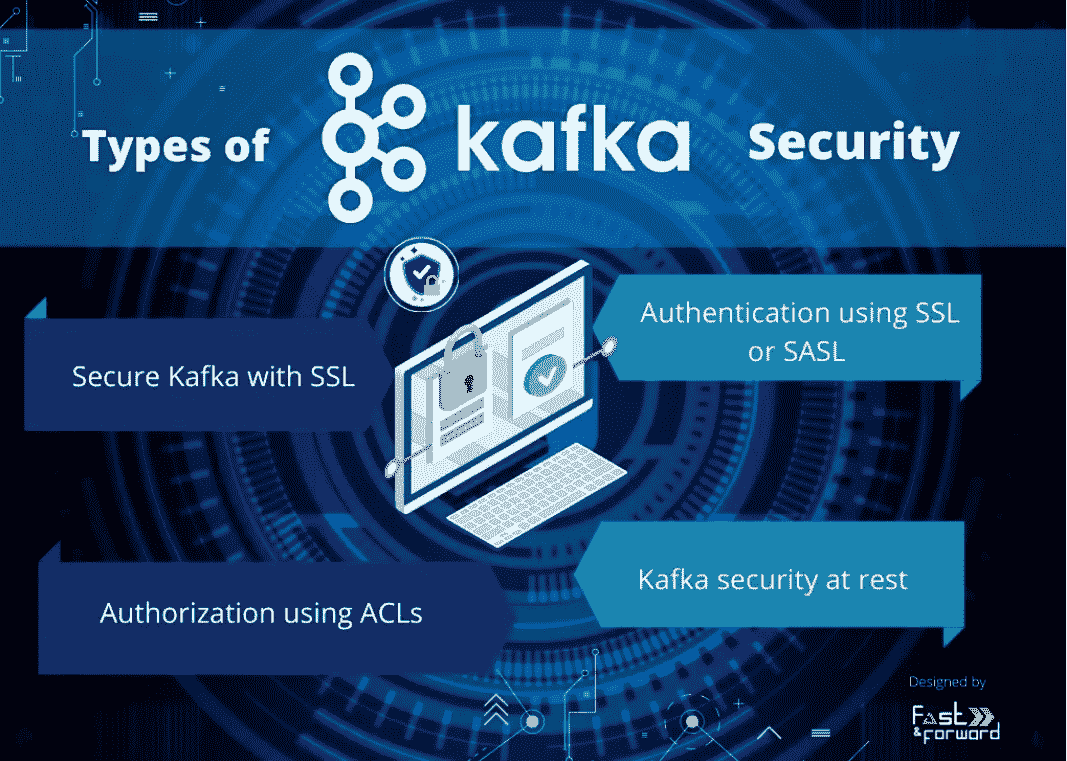 Types of kafka Security
Secure Kafka with SSL
Authentication using SSL
or SASL
Authorization using ACLs
Kafka security at rest
Designed by
Fast
&forward